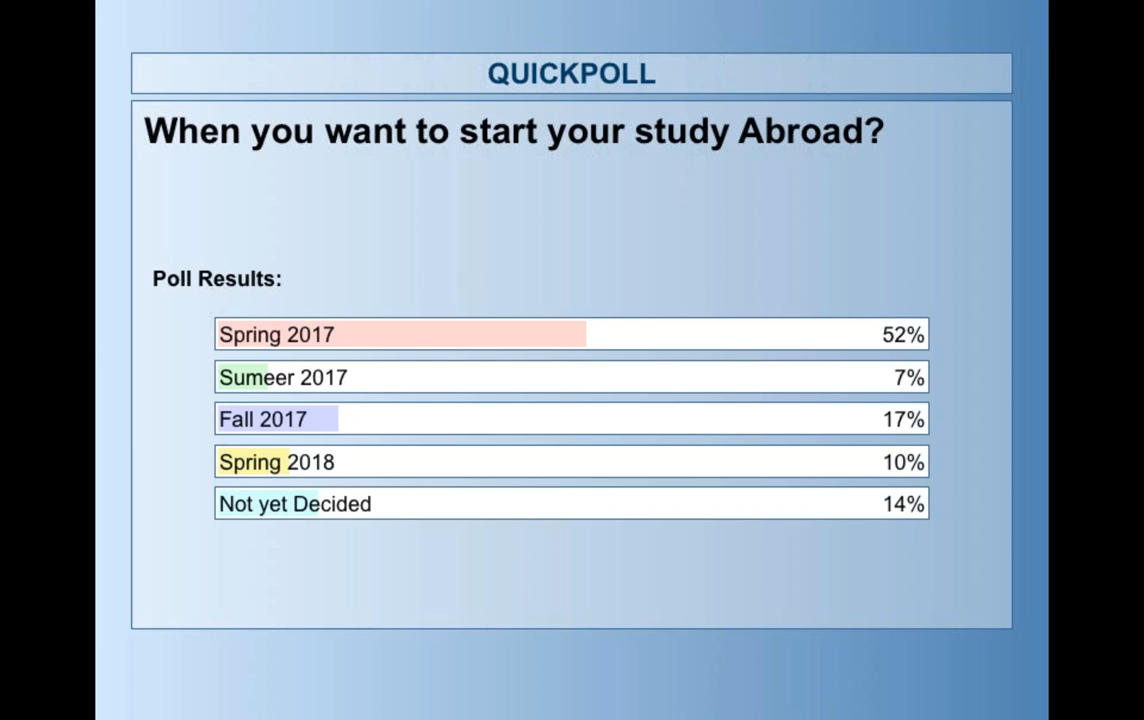 QUICKPOLL
When you want to start your study Abroad?
Poll Results:
Spring 2017 52%
Sumeer 2017 7%
Fall 2017 17%
Spring 2018 10%
Not yet Decided 14%